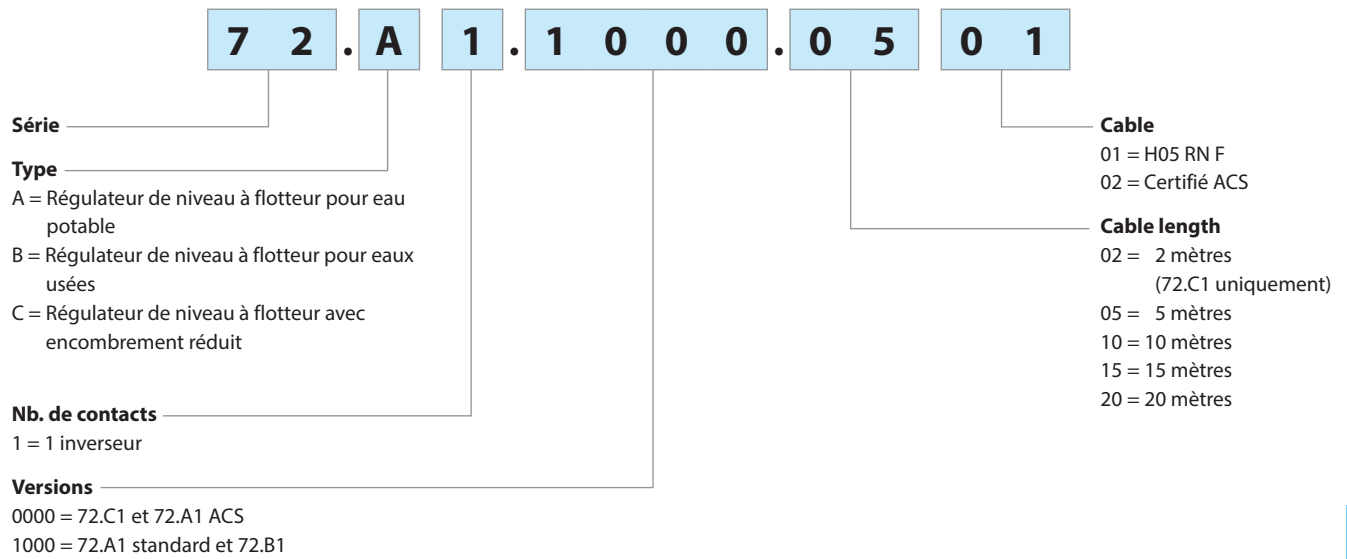 7 2 . A 1 . 1 0 0 0 . 0 5 0 1
Série
Type
A = Régulateur de niveau à flotteur pour eau
potable
B = Régulateur de niveau à flotteur pour eaux
usées
C = Régulateur de niveau à flotteur avec
encombrement réduit
Nb. de contacts
1 = 1 inverseur
Versions
0000 = 72.C1 et 72.A1 ACS
1000 = 72.A1 standard et 72.B1
Cable
01 = H05 RN F
02 = Certifié ACS
Cable length
02 = 2 mètres
(72.C1 uniquement)
05 = 5 mètres
10 = 10 mètres
15 = 15 mètres
20 = 20 mètres